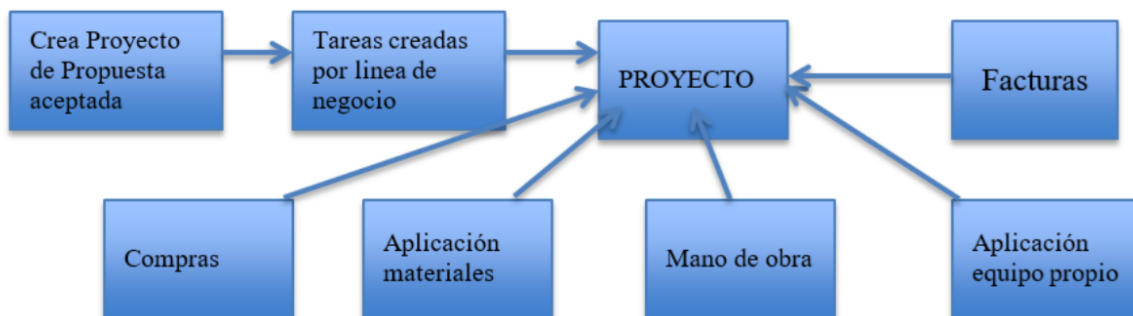 Crea Proyecto
de Propuesta
aceptada
Tareas creadas
por linea de
negocio
PROYECTO
Facturas
Compras
Aplicación
materiales
Mano de obra
Aplicación
equipo propio